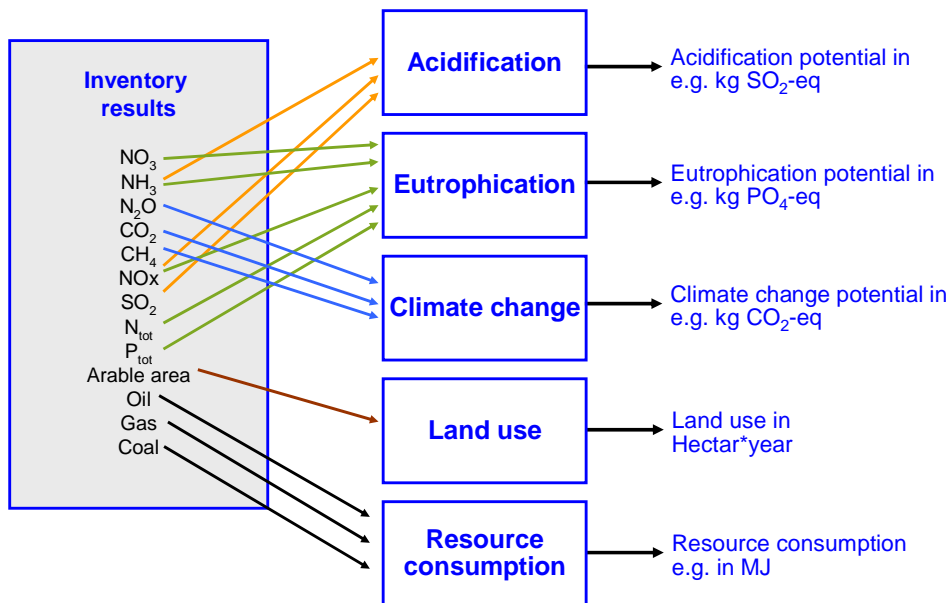 Inventory
results
NO₃
NH₃
N₂O
CO₂
CH₄
NOx
SO₂
Nₜₒₜ
Pₜₒₜ
Arable area
Oil
Gas
Coal
Acidification
Acidification potential in
e.g. kg SO₂-eq
Eutrophication
Eutrophication potential in
e.g. kg PO₄-eq
Climate change
Climate change potential in
e.g. kg CO₂-eq
Land use
Land use in
Hectar*year
Resource
consumption
Resource consumption
e.g. in MJ